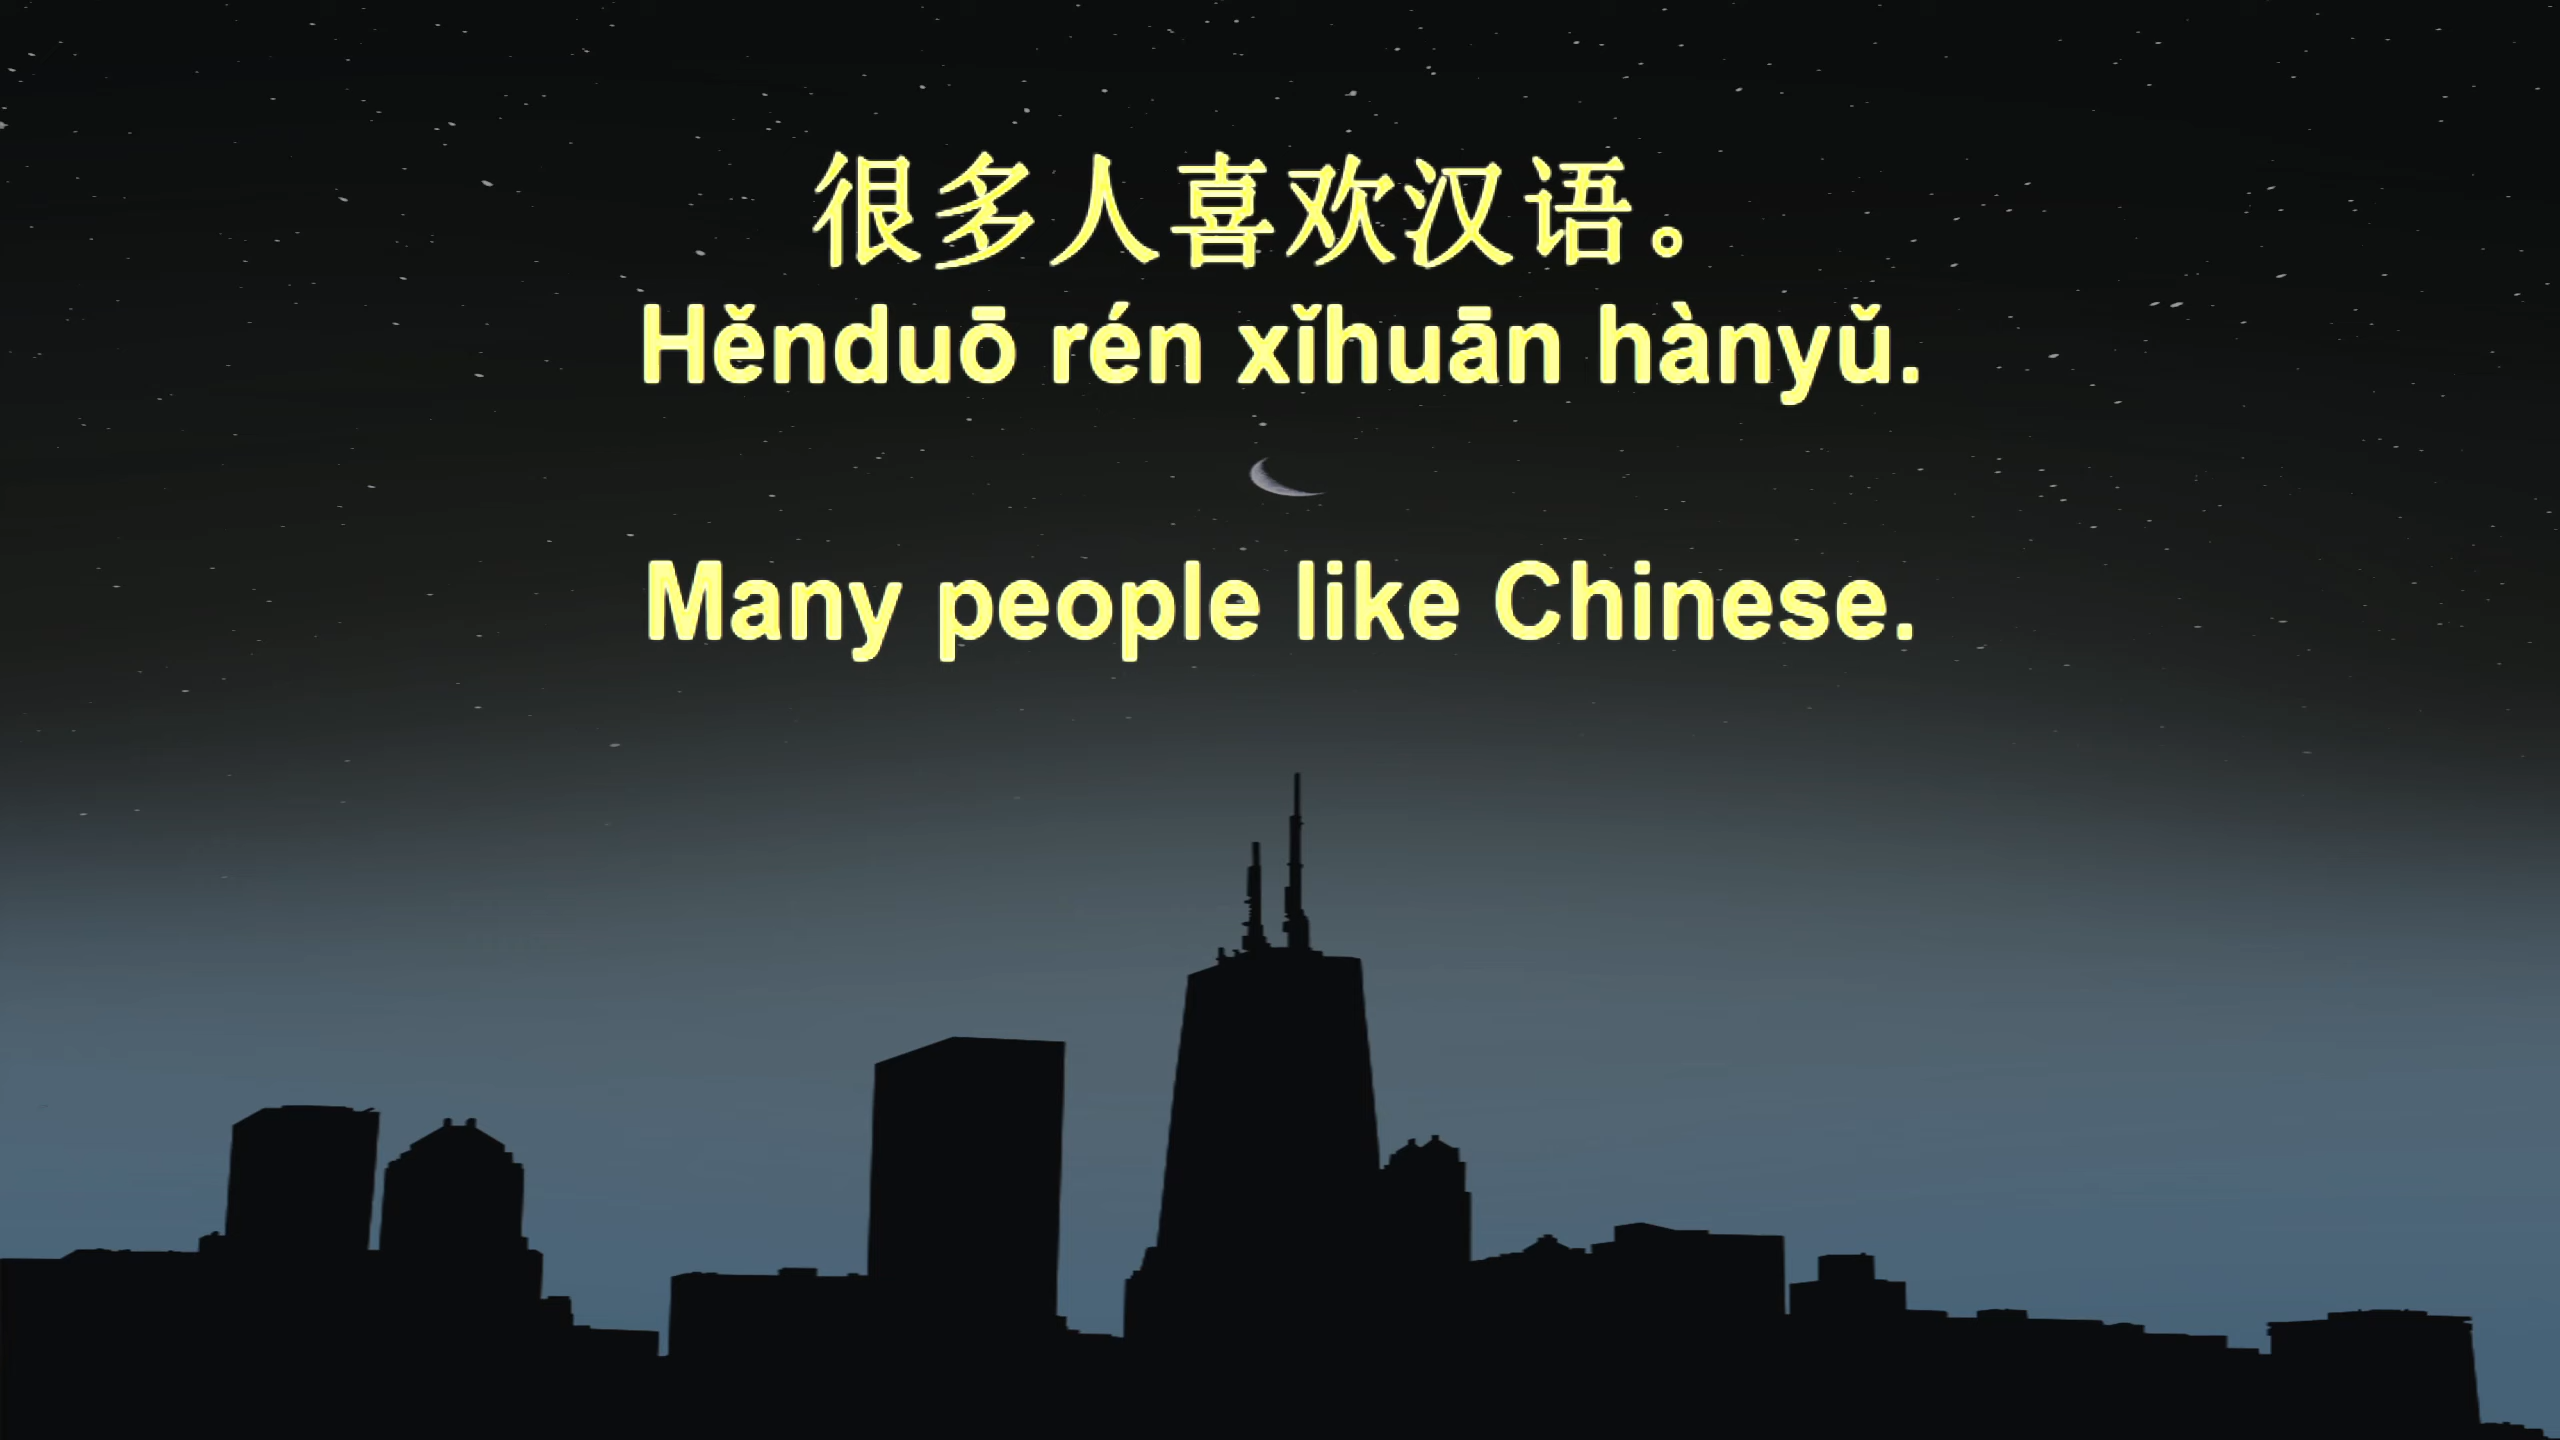 很多人喜欢汉语。
Hěnduō rén xǐhuān hànyǔ.
Many people like Chinese.